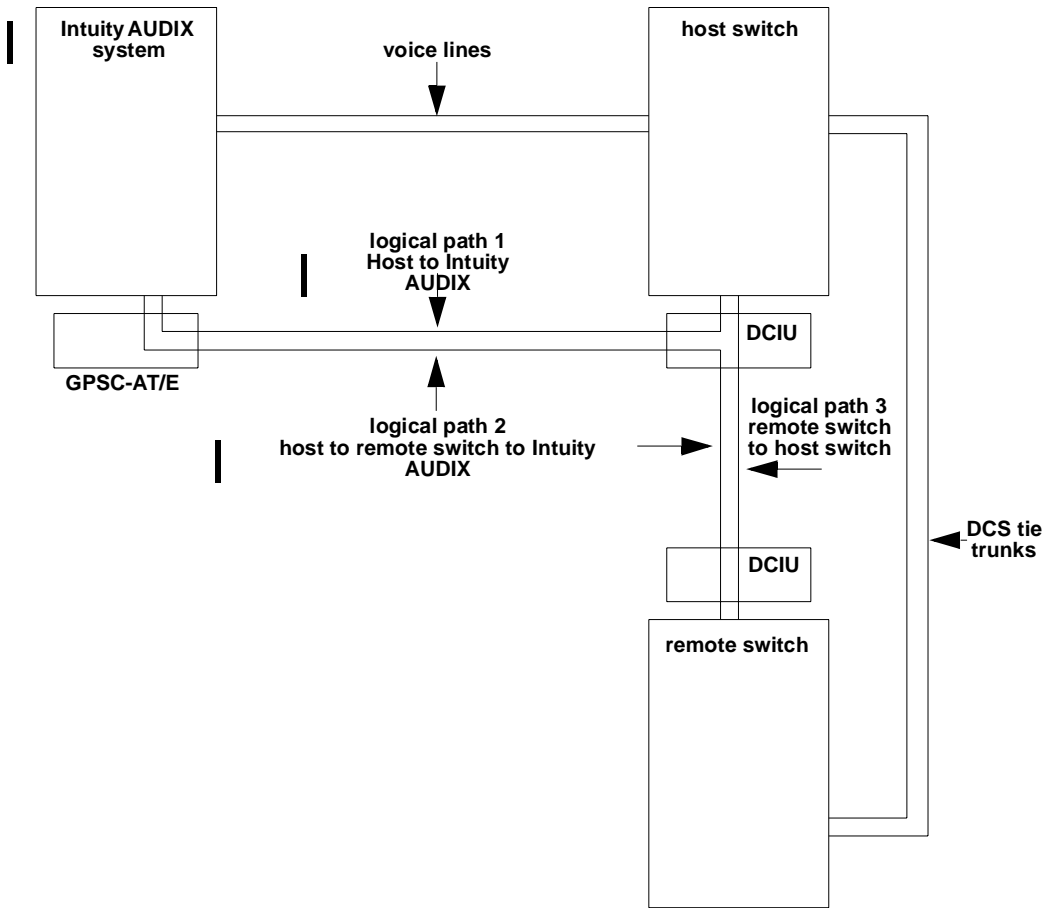 Intuity AUDIX
system
host switch
voice lines
logical path 1
Host to Intuity
AUDIX
DCIU
GPSC-AT/E
logical path 2
host to remote switch to Intuity
AUDIX
logical path 3
remote switch
to host switch
DCS tie
trunks
DCIU
remote switch